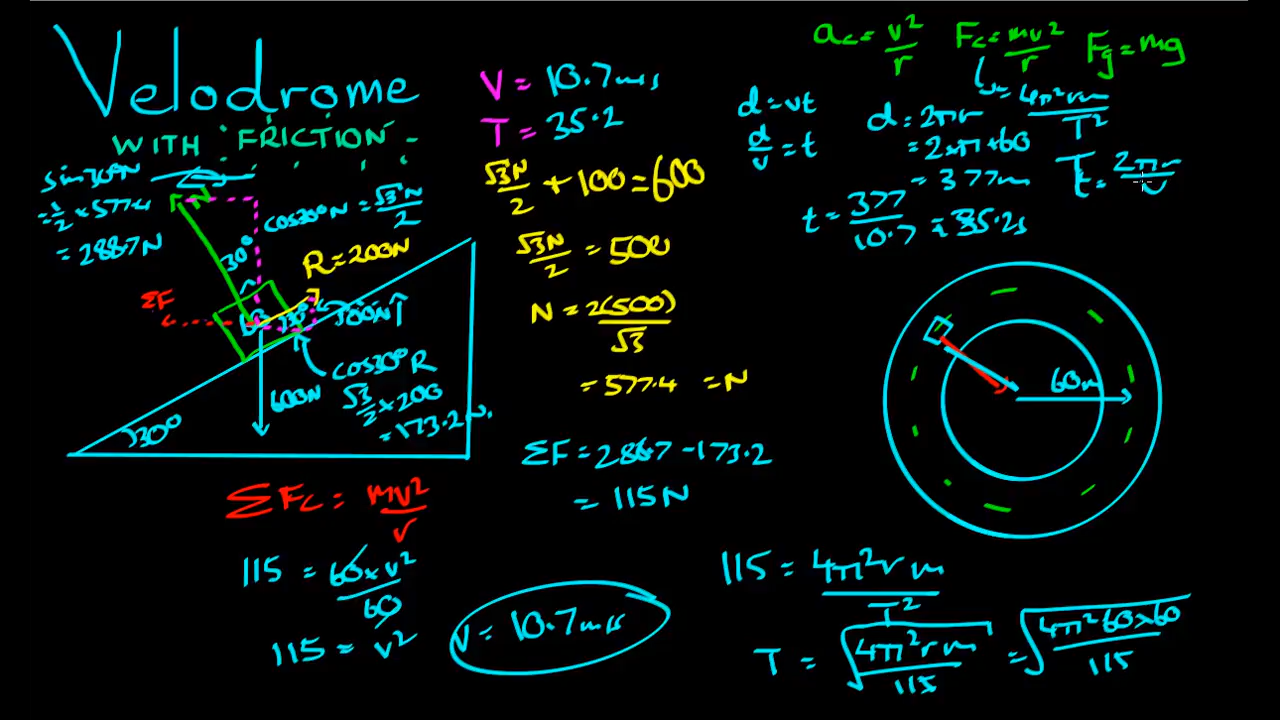 Velodrome
WITH FRICTION
sin30°N
= 1/2 × 577.4
= 288.7N
N
cos30°N = √3N/2
30°
R = 200N
ΣF
30°
100N↑
cos30°R
√3/2 × 200
= 173.2N.
600N
30°
ΣFc = mv²/r
115 = 60×v²/60
115 = v²
V = 10.7m/s
T = 35.2
√3N/2 + 100 = 600
√3N/2 = 500
N = 2(500)/√3
= 577.4 = N
ΣF = 288.7 - 173.2
= 115N
v = 10.7m/s
ac = v²/r Fc = mv²/r Fg = mg
= 4π²rm/T²
d = vt
d/v = t
d = 2πr
= 2×π×60
= 377m
t = 377/10.7 = 35.2s
T = 2πr/v
60m
115 = 4π²rm/T²
T = √4π²rm/115 = √4π²60×60/115